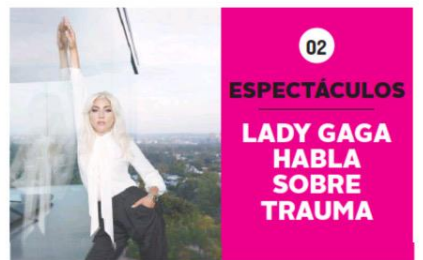 02
ESPECTÁCULOS
LADY GAGA
HABLA
SOBRE
TRAUMA